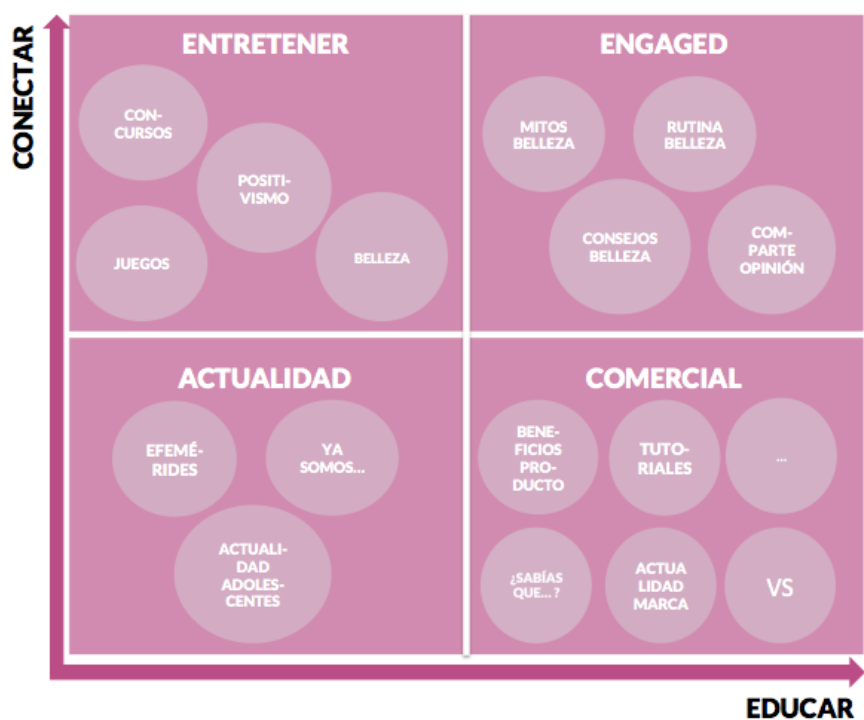 CONECTAR
ENTRETENER
CON-
CURSOS
POSITI-
VISMO
JUEGOS
BELLEZA
ENGAGED
MITOS
BELLEZA
RUTINA
BELLEZA
CONSEJOS
BELLEZA
COM-
PARTE
OPINIÓN
ACTUALIDAD
EFEMÉ-
RIDES
YA
SOMOS...
ACTUALI-
DAD
ADOLES-
CENTES
COMERCIAL
BENE-
FICIOS
PRO-
DUCTO
TUTO-
RIALES
...
¿SABÍAS
QUE... ?
ACTUA
LIDAD
MARCA
VS
EDUCAR